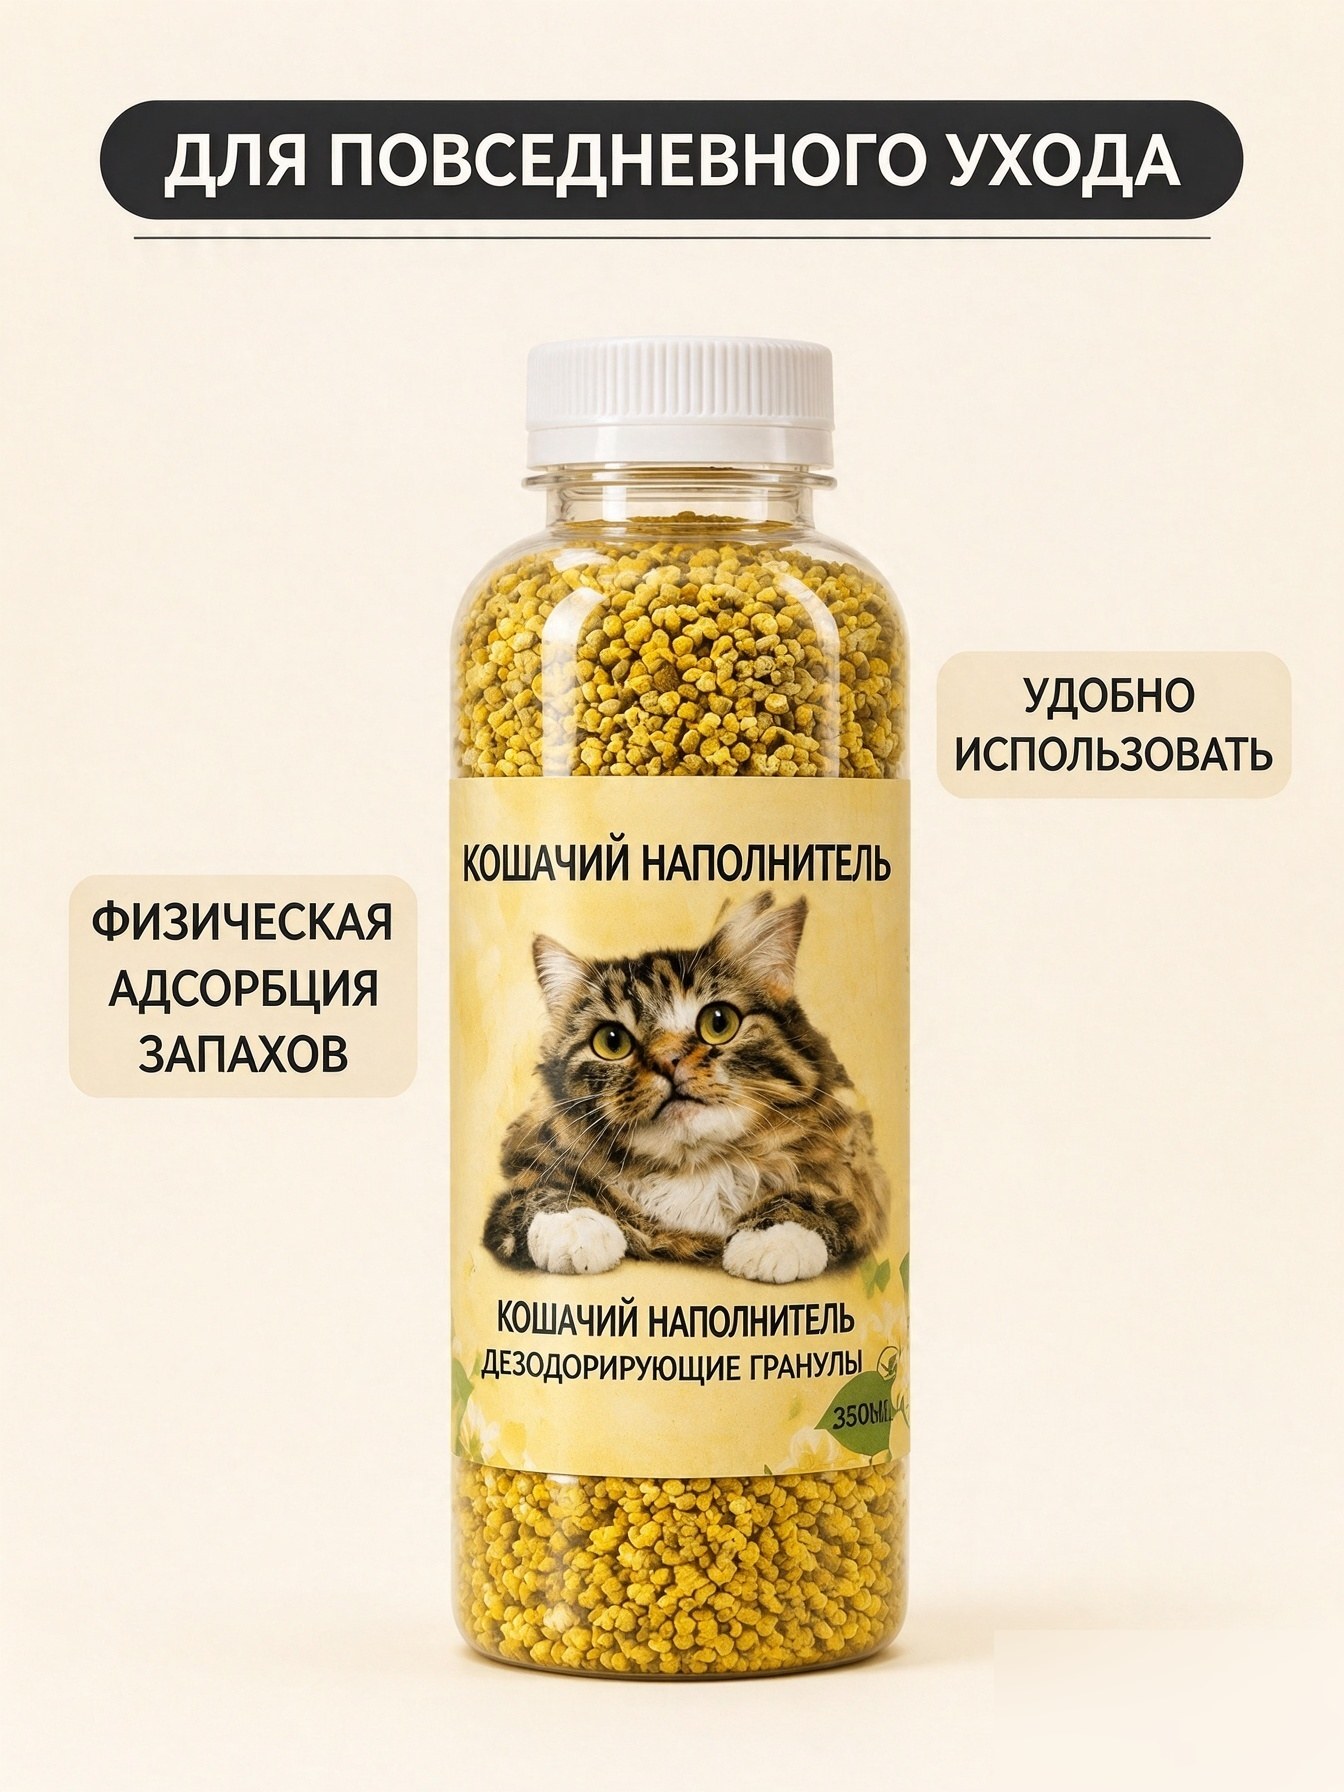 ДЛЯ ПОВСЕДНЕВНОГО УХОДА
УДОБНО
ИСПОЛЬЗОВАТЬ
ФИЗИЧЕСКАЯ
АДСОРБЦИЯ
ЗАПАХОВ
КОШАЧИЙ НАПОЛНИТЕЛЬ
КОШАЧИЙ НАПОЛНИТЕЛЬ
ДЕЗОДОРИРУЮЩИЕ ГРАНУЛЫ